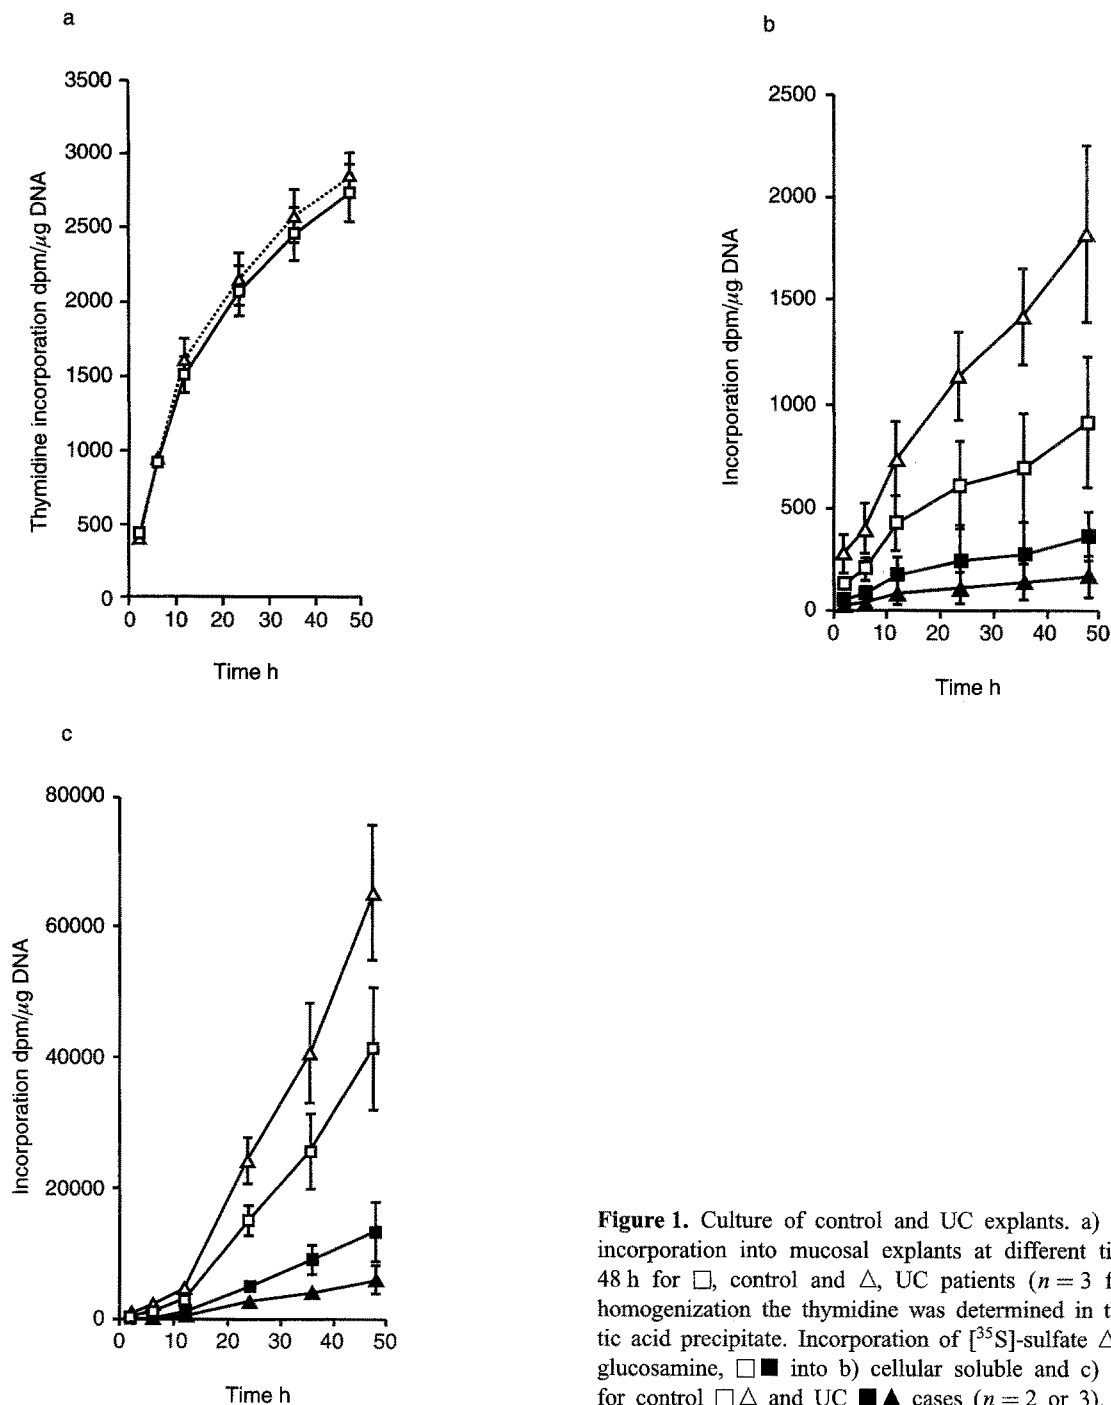 a
3500
3000
2500
2000
1500
1000
500
0
Thymidine incorporation dpm/µg DNA
0 10 20 30 40 50
Time h
b
2500
2000
1500
1000
500
0
Incorporation dpm/µg DNA
0 10 20 30 40 50
Time h
c
80000
60000
40000
20000
0
Incorporation dpm/µg DNA
0 10 20 30 40 50
Time h
Figure 1. Culture of control and UC explants. a)
incorporation into mucosal explants at different
48 h for □, control and △, UC patients (n = 3
homogenization the thymidine was determined in
tic acid precipitate. Incorporation of [³⁵S]-sulfate △
glucosamine, □■ into b) cellular soluble and c)
for control □△ and UC ■▲ cases (n = 2 or 3).